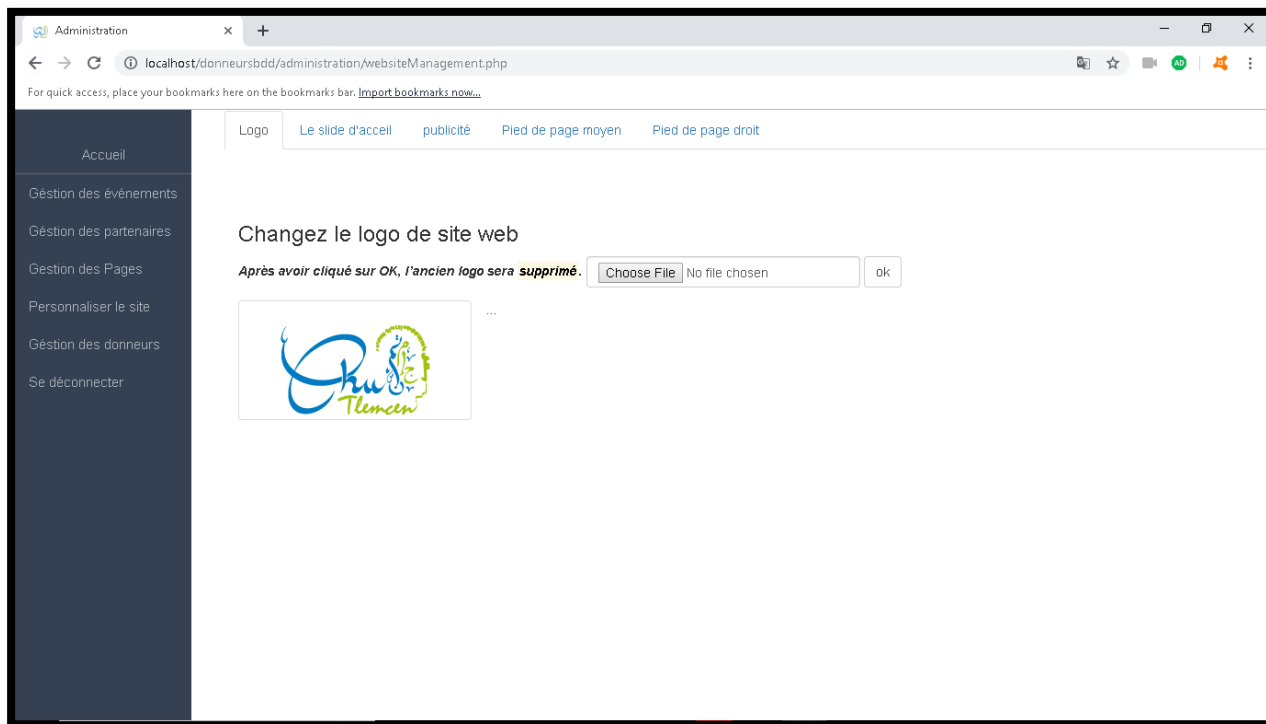 Administration
localhost/donneursbdd/administration/websiteManagement.php
AD
For quick access, place your bookmarks here on the bookmarks bar. Import bookmarks now...
Logo Le slide d'acceil publicité Pied de page moyen Pied de page droit
Accueil
Géstion des événements
Géstion des partenaires
Gestion des Pages
Personnaliser le site
Géstion des donneurs
Se déconnecter
Changez le logo de site web
Après avoir cliqué sur OK, l'ancien logo sera supprimé. Choose File No file chosen ok
...
Chu
Tlemcen